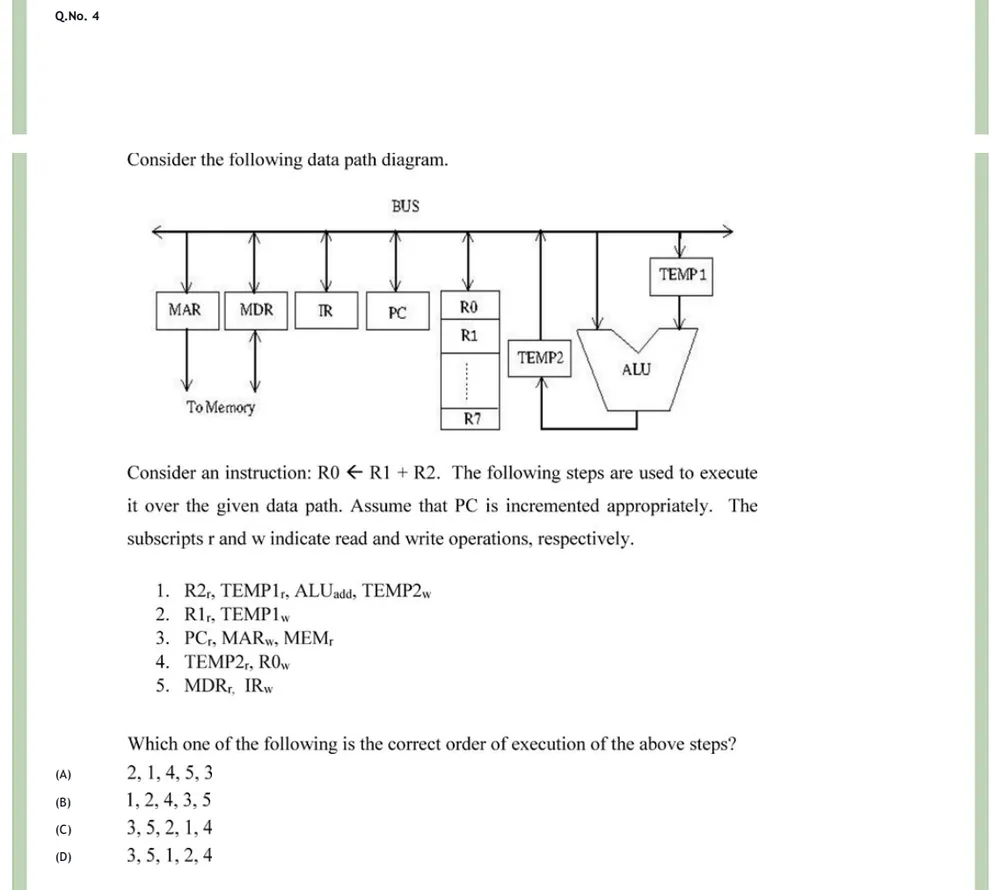 Q.No. 4
Consider the following data path diagram.
BUS
TEMP1
MAR MDR IR PC R0
R1
TEMP2 ALU
To Memory R7
Consider an instruction: R0 ← R1 + R2. The following steps are used to execute
it over the given data path. Assume that PC is incremented appropriately. The
subscripts r and w indicate read and write operations, respectively.
1. R2r, TEMP1r, ALUadd, TEMP2w
2. R1r, TEMP1w
3. PCr, MARw, MEMr
4. TEMP2r, R0w
5. MDRr, IRw
Which one of the following is the correct order of execution of the above steps?
(A) 2, 1, 4, 5, 3
(B) 1, 2, 4, 3, 5
(C) 3, 5, 2, 1, 4
(D) 3, 5, 1, 2, 4